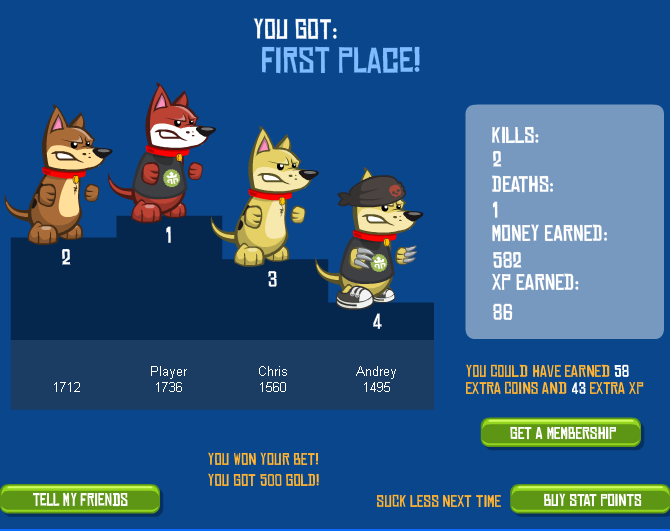 YOU GOT:
FIRST PLACE!
2
1
3
4
1712
Player
1736
Chris
1560
Andrey
1495
KILLS:
2
DEATHS:
1
MONEY EARNED:
582
XP EARNED:
86
YOU COULD HAVE EARNED 58
EXTRA COINS AND 43 EXTRA XP
GET A MEMBERSHIP
YOU WON YOUR BET!
YOU GOT 500 GOLD!
TELL MY FRIENDS
SUCK LESS NEXT TIME
BUY STAT POINTS